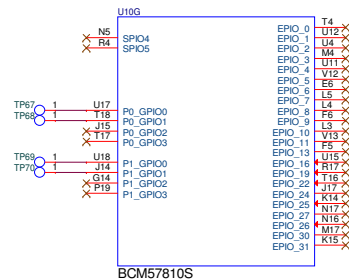 U10G
N5 SPIO4
R4 SPIO5
TP67 1 U17 P0_GPIO0
TP68 1 T18 P0_GPIO1
J15 P0_GPIO2
T17 P0_GPIO3
TP69 1 U18 P1_GPIO0
TP70 1 J14 P1_GPIO1
G14 P1_GPIO2
P19 P1_GPIO3
EPIO_0 T4
EPIO_1 U12
EPIO_2 U4
EPIO_3 M4
EPIO_4 U11
EPIO_5 V12
EPIO_6 E6
EPIO_7 L5
EPIO_8 L4
EPIO_9 F6
EPIO_10 L3
EPIO_11 V13
EPIO_13 F5
EPIO_16 U15
EPIO_19 R17
EPIO_22 T16
EPIO_24 J17
EPIO_25 K14
EPIO_27 N17
EPIO_26 N16
EPIO_30 M17
EPIO_31 K15
BCM57810S